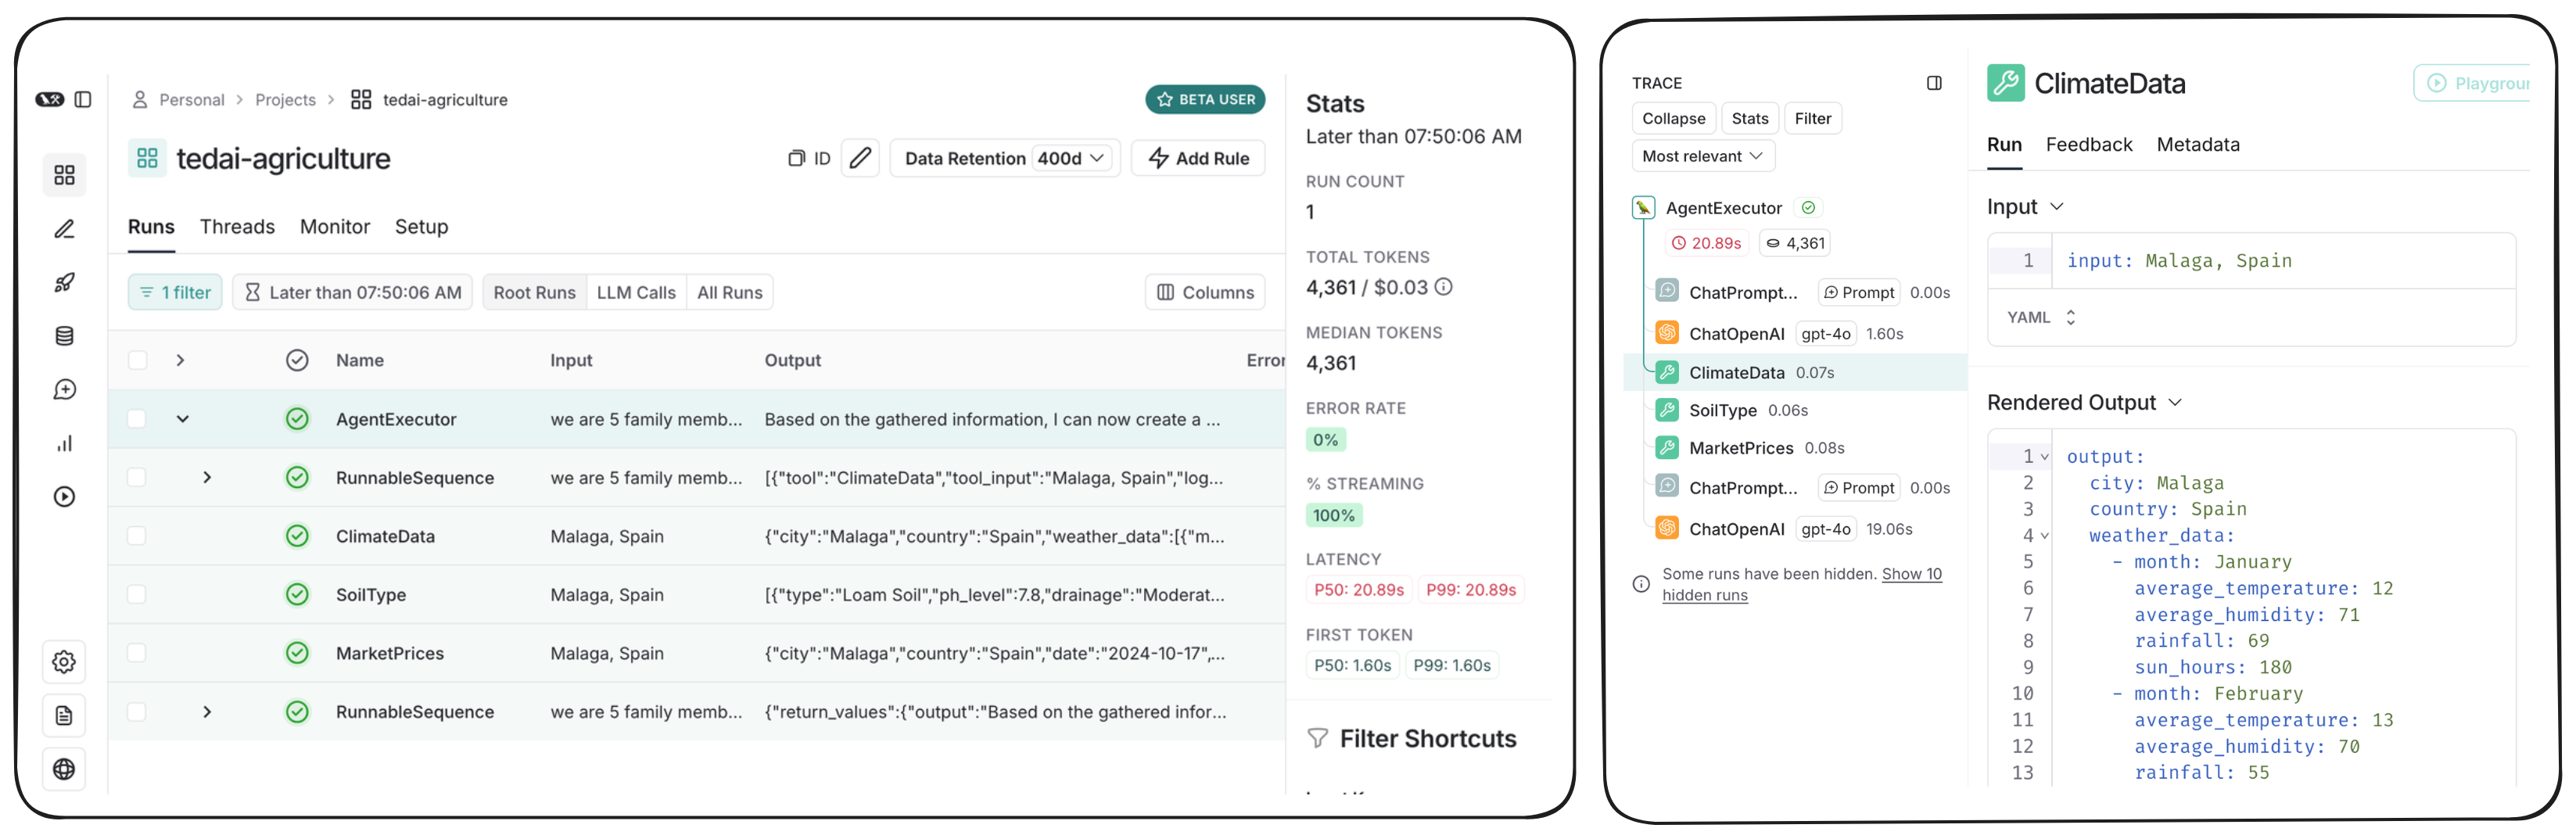 Personal > Projects > tedai-agriculture
BETA USER
tedai-agriculture
ID
Data Retention 400d
Add Rule
Runs Threads Monitor Setup
1 filter
Later than 07:50:06 AM
Root Runs LLM Calls All Runs
Columns
Name Input Output Error
AgentExecutor we are 5 family memb... Based on the gathered information, I can now create a ...
RunnableSequence we are 5 family memb... [{"tool":"ClimateData","tool_input":"Malaga, Spain","log...
ClimateData Malaga, Spain {"city":"Malaga","country":"Spain","weather_data":[{"m...
SoilType Malaga, Spain [{"type":"Loam Soil","ph_level":7.8,"drainage":"Moderat...
MarketPrices Malaga, Spain {"city":"Malaga","country":"Spain","date":"2024-10-17",...
RunnableSequence we are 5 family memb... {"return_values":{"output":"Based on the gathered infor...
Stats
Later than 07:50:06 AM
RUN COUNT
1
TOTAL TOKENS
4,361 / $0.03
MEDIAN TOKENS
4,361
ERROR RATE
0%
% STREAMING
100%
LATENCY
P50: 20.89s P99: 20.89s
FIRST TOKEN
P50: 1.60s P99: 1.60s
Filter Shortcuts
TRACE
Collapse Stats Filter
Most relevant
AgentExecutor
20.89s 4,361
ChatPrompt... Prompt 0.00s
ChatOpenAI gpt-4o 1.60s
ClimateData 0.07s
SoilType 0.06s
MarketPrices 0.08s
ChatPrompt... Prompt 0.00s
ChatOpenAI gpt-4o 19.06s
Some runs have been hidden. Show 10
hidden runs
ClimateData
Playgrour
Run Feedback Metadata
Input
1 input: Malaga, Spain
YAML
Rendered Output
1 output:
2 city: Malaga
3 country: Spain
4 weather_data:
5 - month: January
6 average_temperature: 12
7 average_humidity: 71
8 rainfall: 69
9 sun_hours: 180
10 - month: February
11 average_temperature: 13
12 average_humidity: 70
13 rainfall: 55